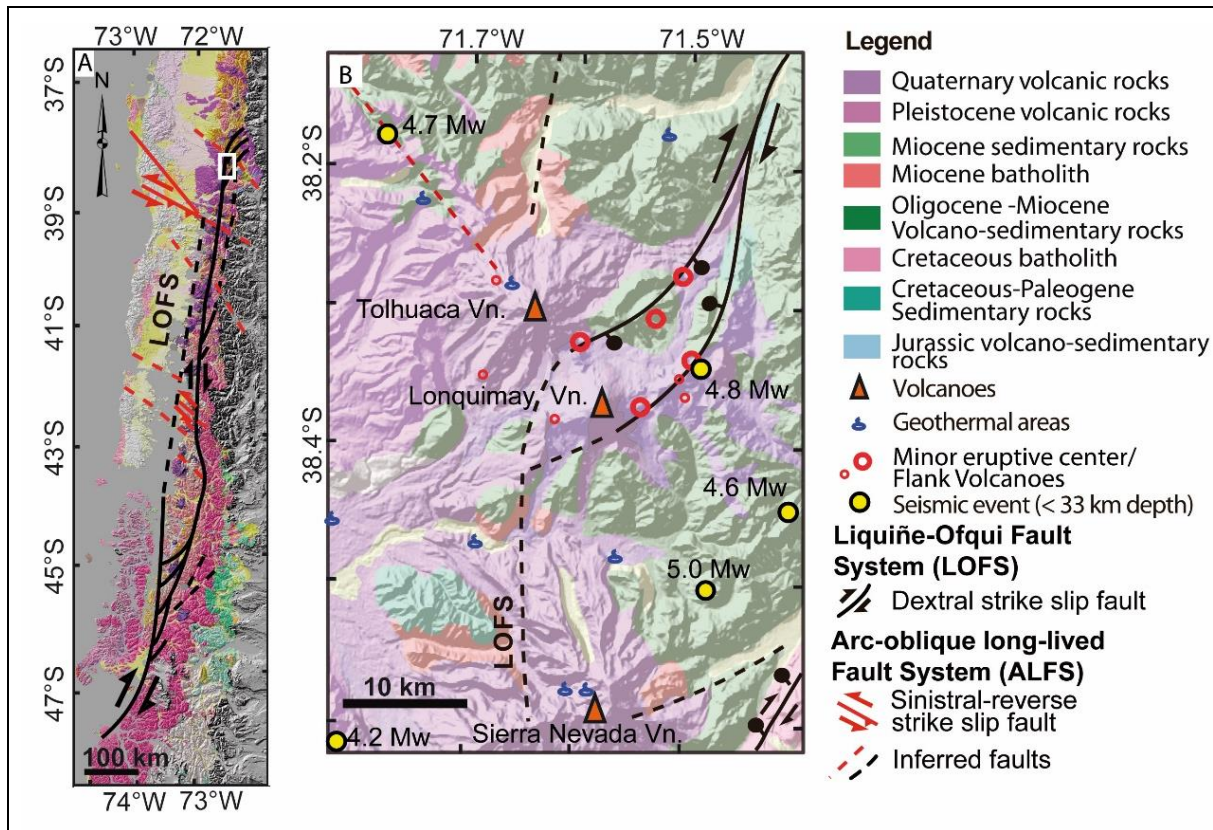 73°W 72°W
A
N
37°S
39°S
41°S
43°S
45°S
47°S
LOFS
100 km
74°W 73°W
71.7°W 71.5°W
B
38.2°S
38.4°S
4.7 Mw
Tolhuaca Vn.
Lonquimay Vn.
4.8 Mw
4.6 Mw
5.0 Mw
LOFS
10 km
Sierra Nevada Vn.
4.2 Mw
Legend
Quaternary volcanic rocks
Pleistocene volcanic rocks
Miocene sedimentary rocks
Miocene batholith
Oligocene -Miocene
Volcano-sedimentary rocks
Cretaceous batholith
Cretaceous-Paleogene
Sedimentary rocks
Jurassic volcano-sedimentary
rocks
Volcanoes
Geothermal areas
Minor eruptive center/
Flank Volcanoes
Seismic event (< 33 km depth)
Liquiñe-Ofqui Fault
System (LOFS)
Dextral strike slip fault
Arc-oblique long-lived
Fault System (ALFS)
Sinistral-reverse
strike slip fault
Inferred faults